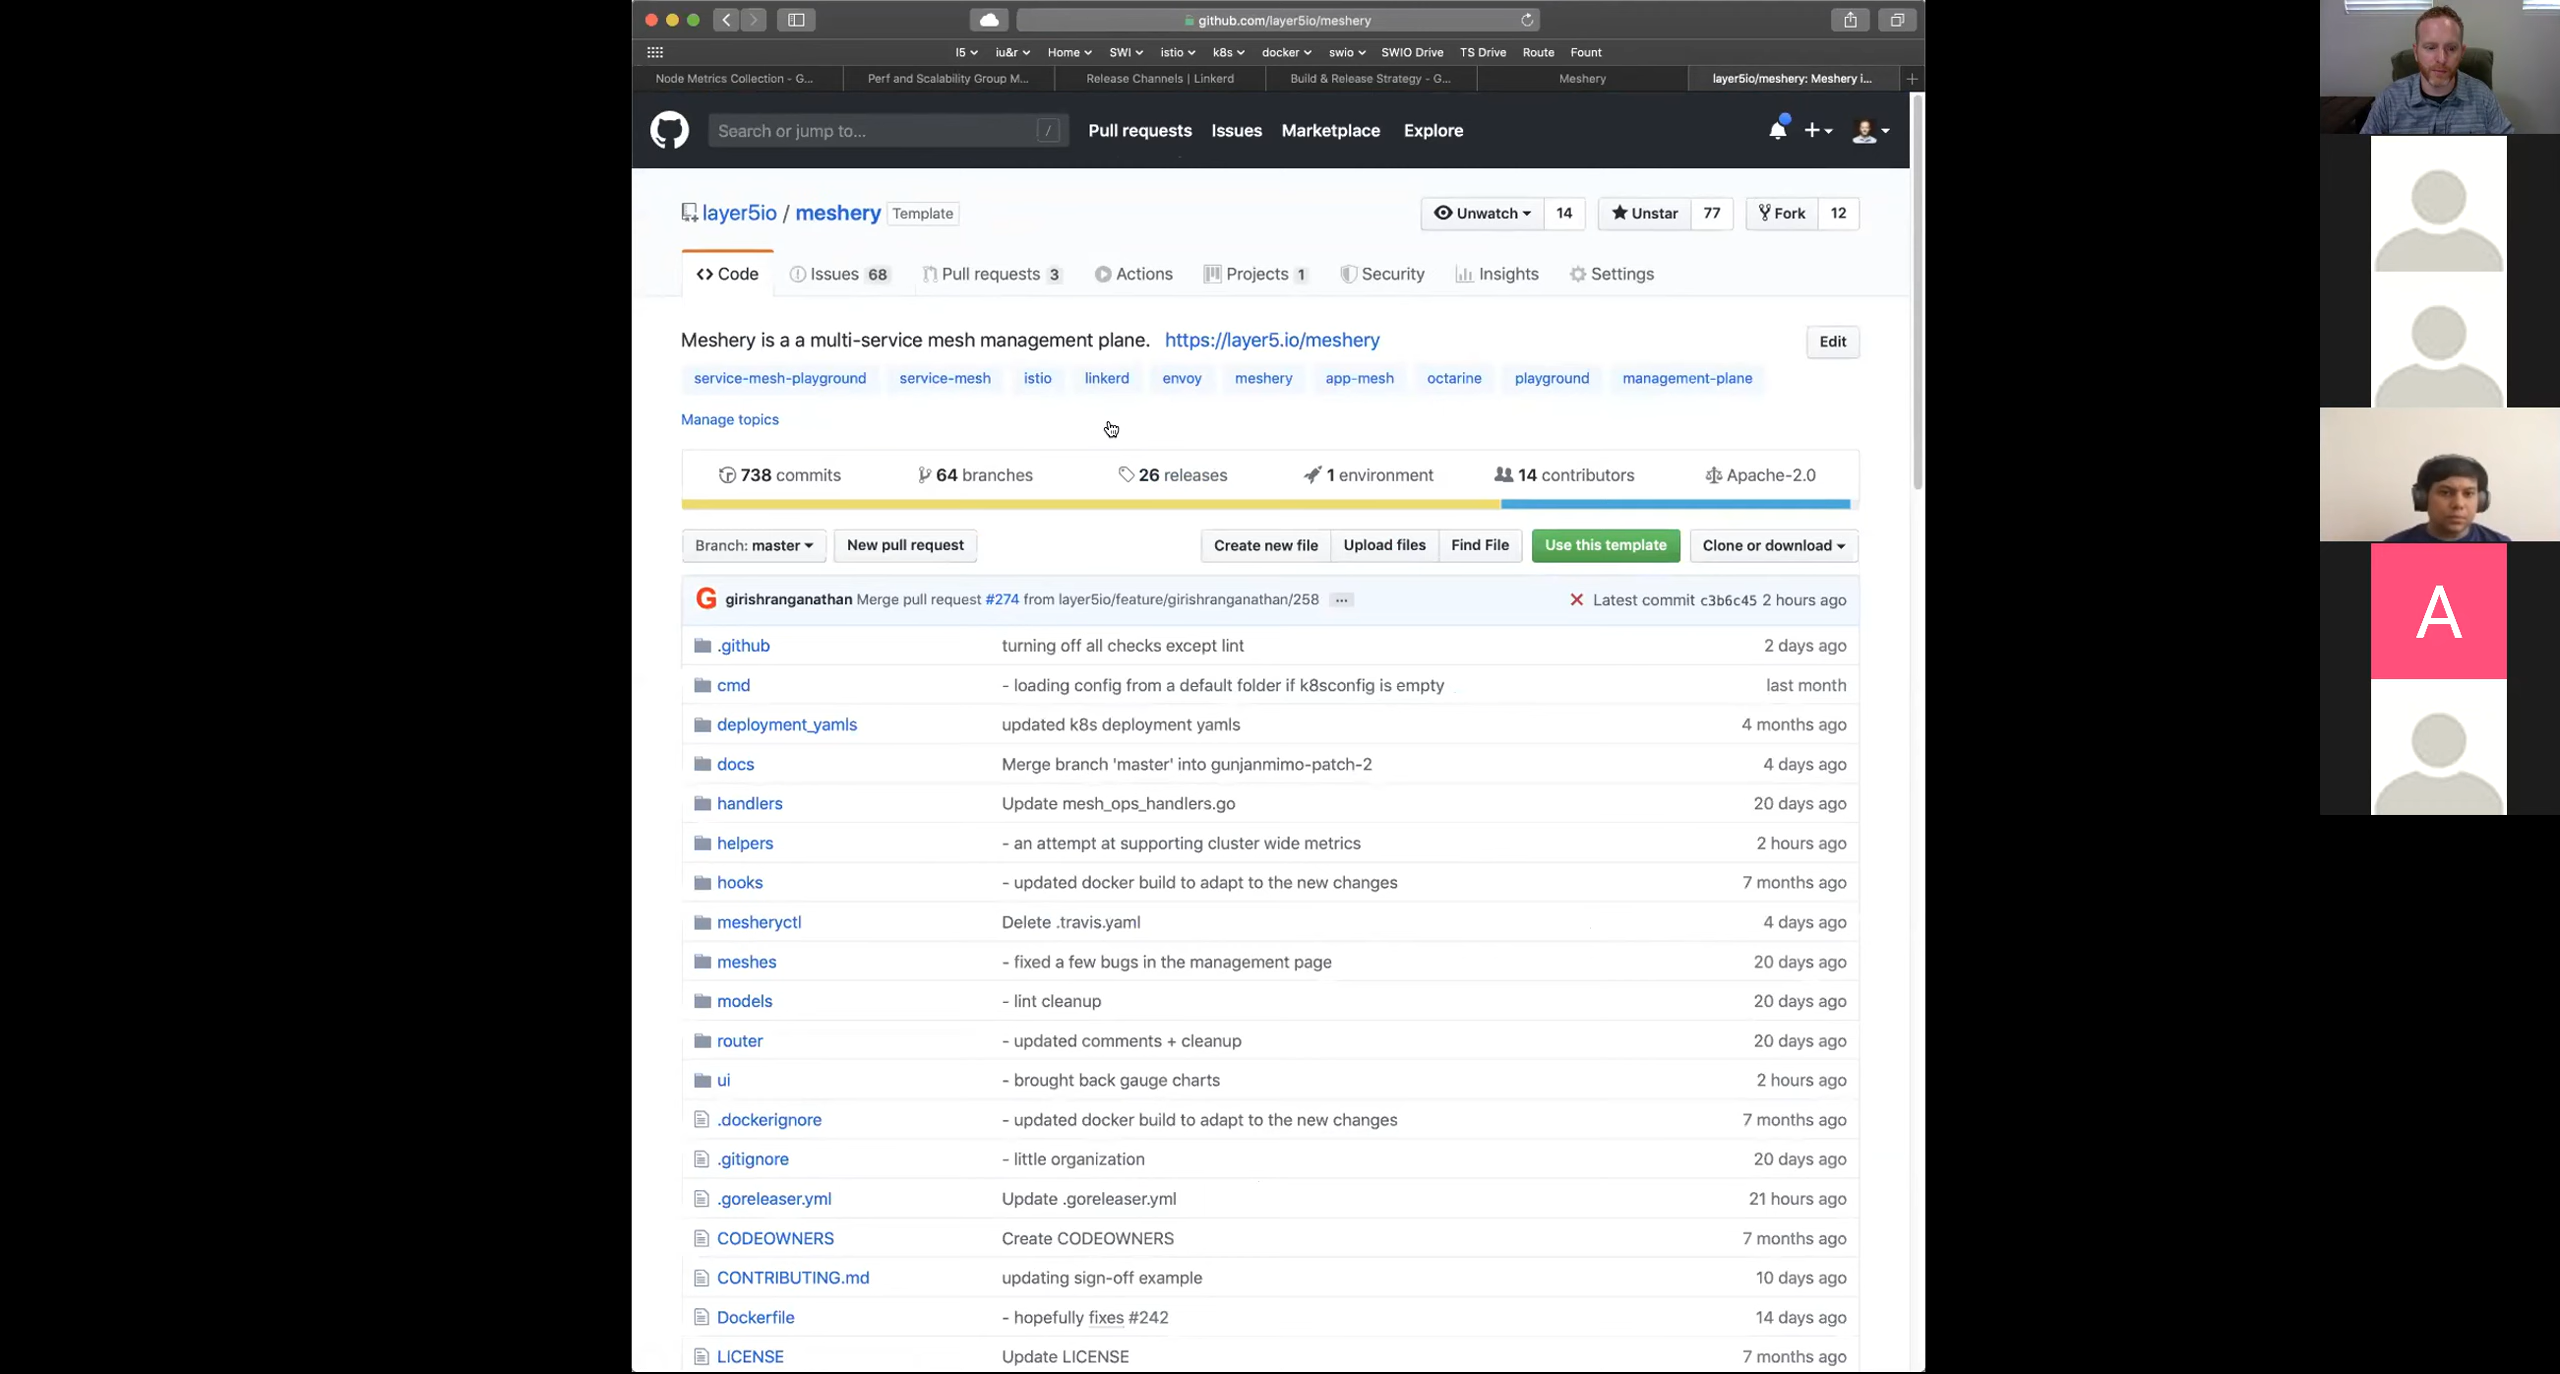 github.com/layer5io/meshery
l5 iu&r Home SWI istio k8s docker swio SWIO Drive TS Drive Route Fount
Node Metrics Collection - G... Perf and Scalability Group M... Release Channels | Linkerd Build & Release Strategy - G... Meshery layer5io/meshery: Meshery i...
Search or jump to... / Pull requests Issues Marketplace Explore
layer5io / meshery Template Unwatch 14 Unstar 77 Fork 12
Code Issues 68 Pull requests 3 Actions Projects 1 Security Insights Settings
Meshery is a a multi-service mesh management plane. https://layer5.io/meshery Edit
service-mesh-playground service-mesh istio linkerd envoy meshery app-mesh octarine playground management-plane
Manage topics
738 commits 64 branches 26 releases 1 environment 14 contributors Apache-2.0
Branch: master New pull request Create new file Upload files Find File Use this template Clone or download
G girishranganathan Merge pull request #274 from layer5io/feature/girishranganathan/258 ... Latest commit c3b6c45 2 hours ago
.github turning off all checks except lint 2 days ago
cmd - loading config from a default folder if k8sconfig is empty last month
deployment_yamls updated k8s deployment yamls 4 months ago
docs Merge branch 'master' into gunjanmimo-patch-2 4 days ago
handlers Update mesh_ops_handlers.go 20 days ago
helpers - an attempt at supporting cluster wide metrics 2 hours ago
hooks - updated docker build to adapt to the new changes 7 months ago
mesheryctl Delete .travis.yaml 4 days ago
meshes - fixed a few bugs in the management page 20 days ago
models - lint cleanup 20 days ago
router - updated comments + cleanup 20 days ago
ui - brought back gauge charts 2 hours ago
.dockerignore - updated docker build to adapt to the new changes 7 months ago
.gitignore - little organization 20 days ago
.goreleaser.yml Update .goreleaser.yml 21 hours ago
CODEOWNERS Create CODEOWNERS 7 months ago
CONTRIBUTING.md updating sign-off example 10 days ago
Dockerfile - hopefully fixes #242 14 days ago
LICENSE Update LICENSE 7 months ago
A